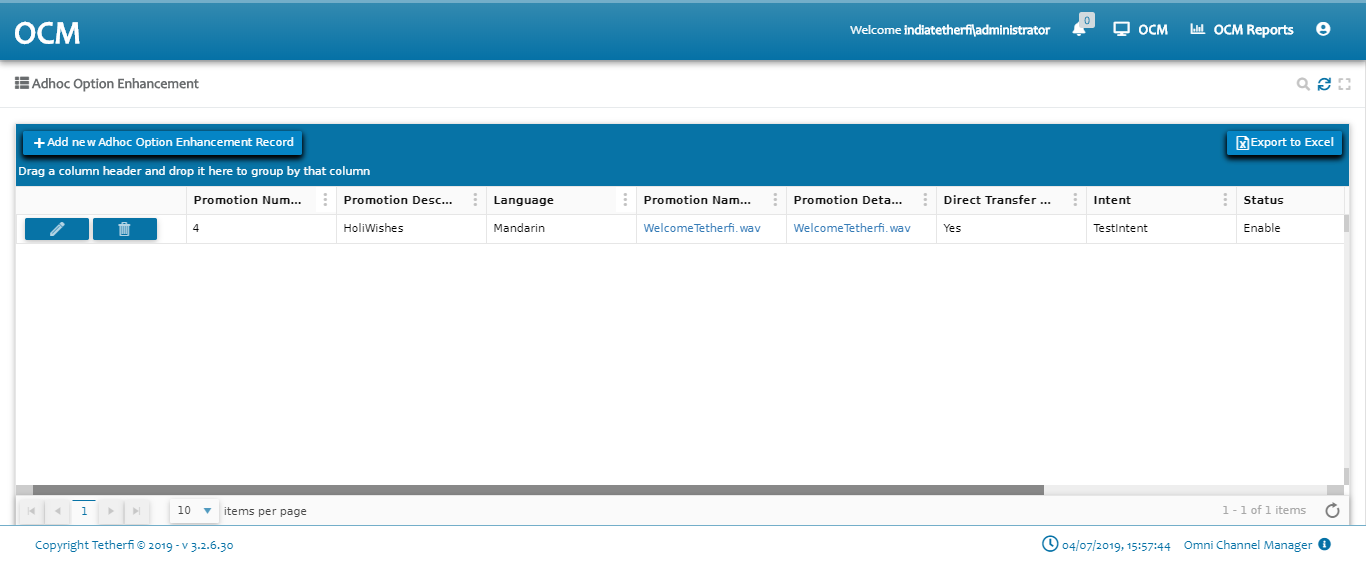 OCM
Welcome indiatetherfi\administrator
0
OCM
OCM Reports
Adhoc Option Enhancement
Add new Adhoc Option Enhancement Record
Export to Excel
Drag a column header and drop it here to group by that column
Promotion Num... Promotion Desc... Language Promotion Nam... Promotion Deta... Direct Transfer ... Intent Status
4 HoliWishes Mandarin WelcomeTetherfi.wav WelcomeTetherfi.wav Yes TestIntent Enable
1 10 items per page 1 - 1 of 1 items
Copyright Tetherfi © 2019 - v 3.2.6.30 04/07/2019, 15:57:44 Omni Channel Manager